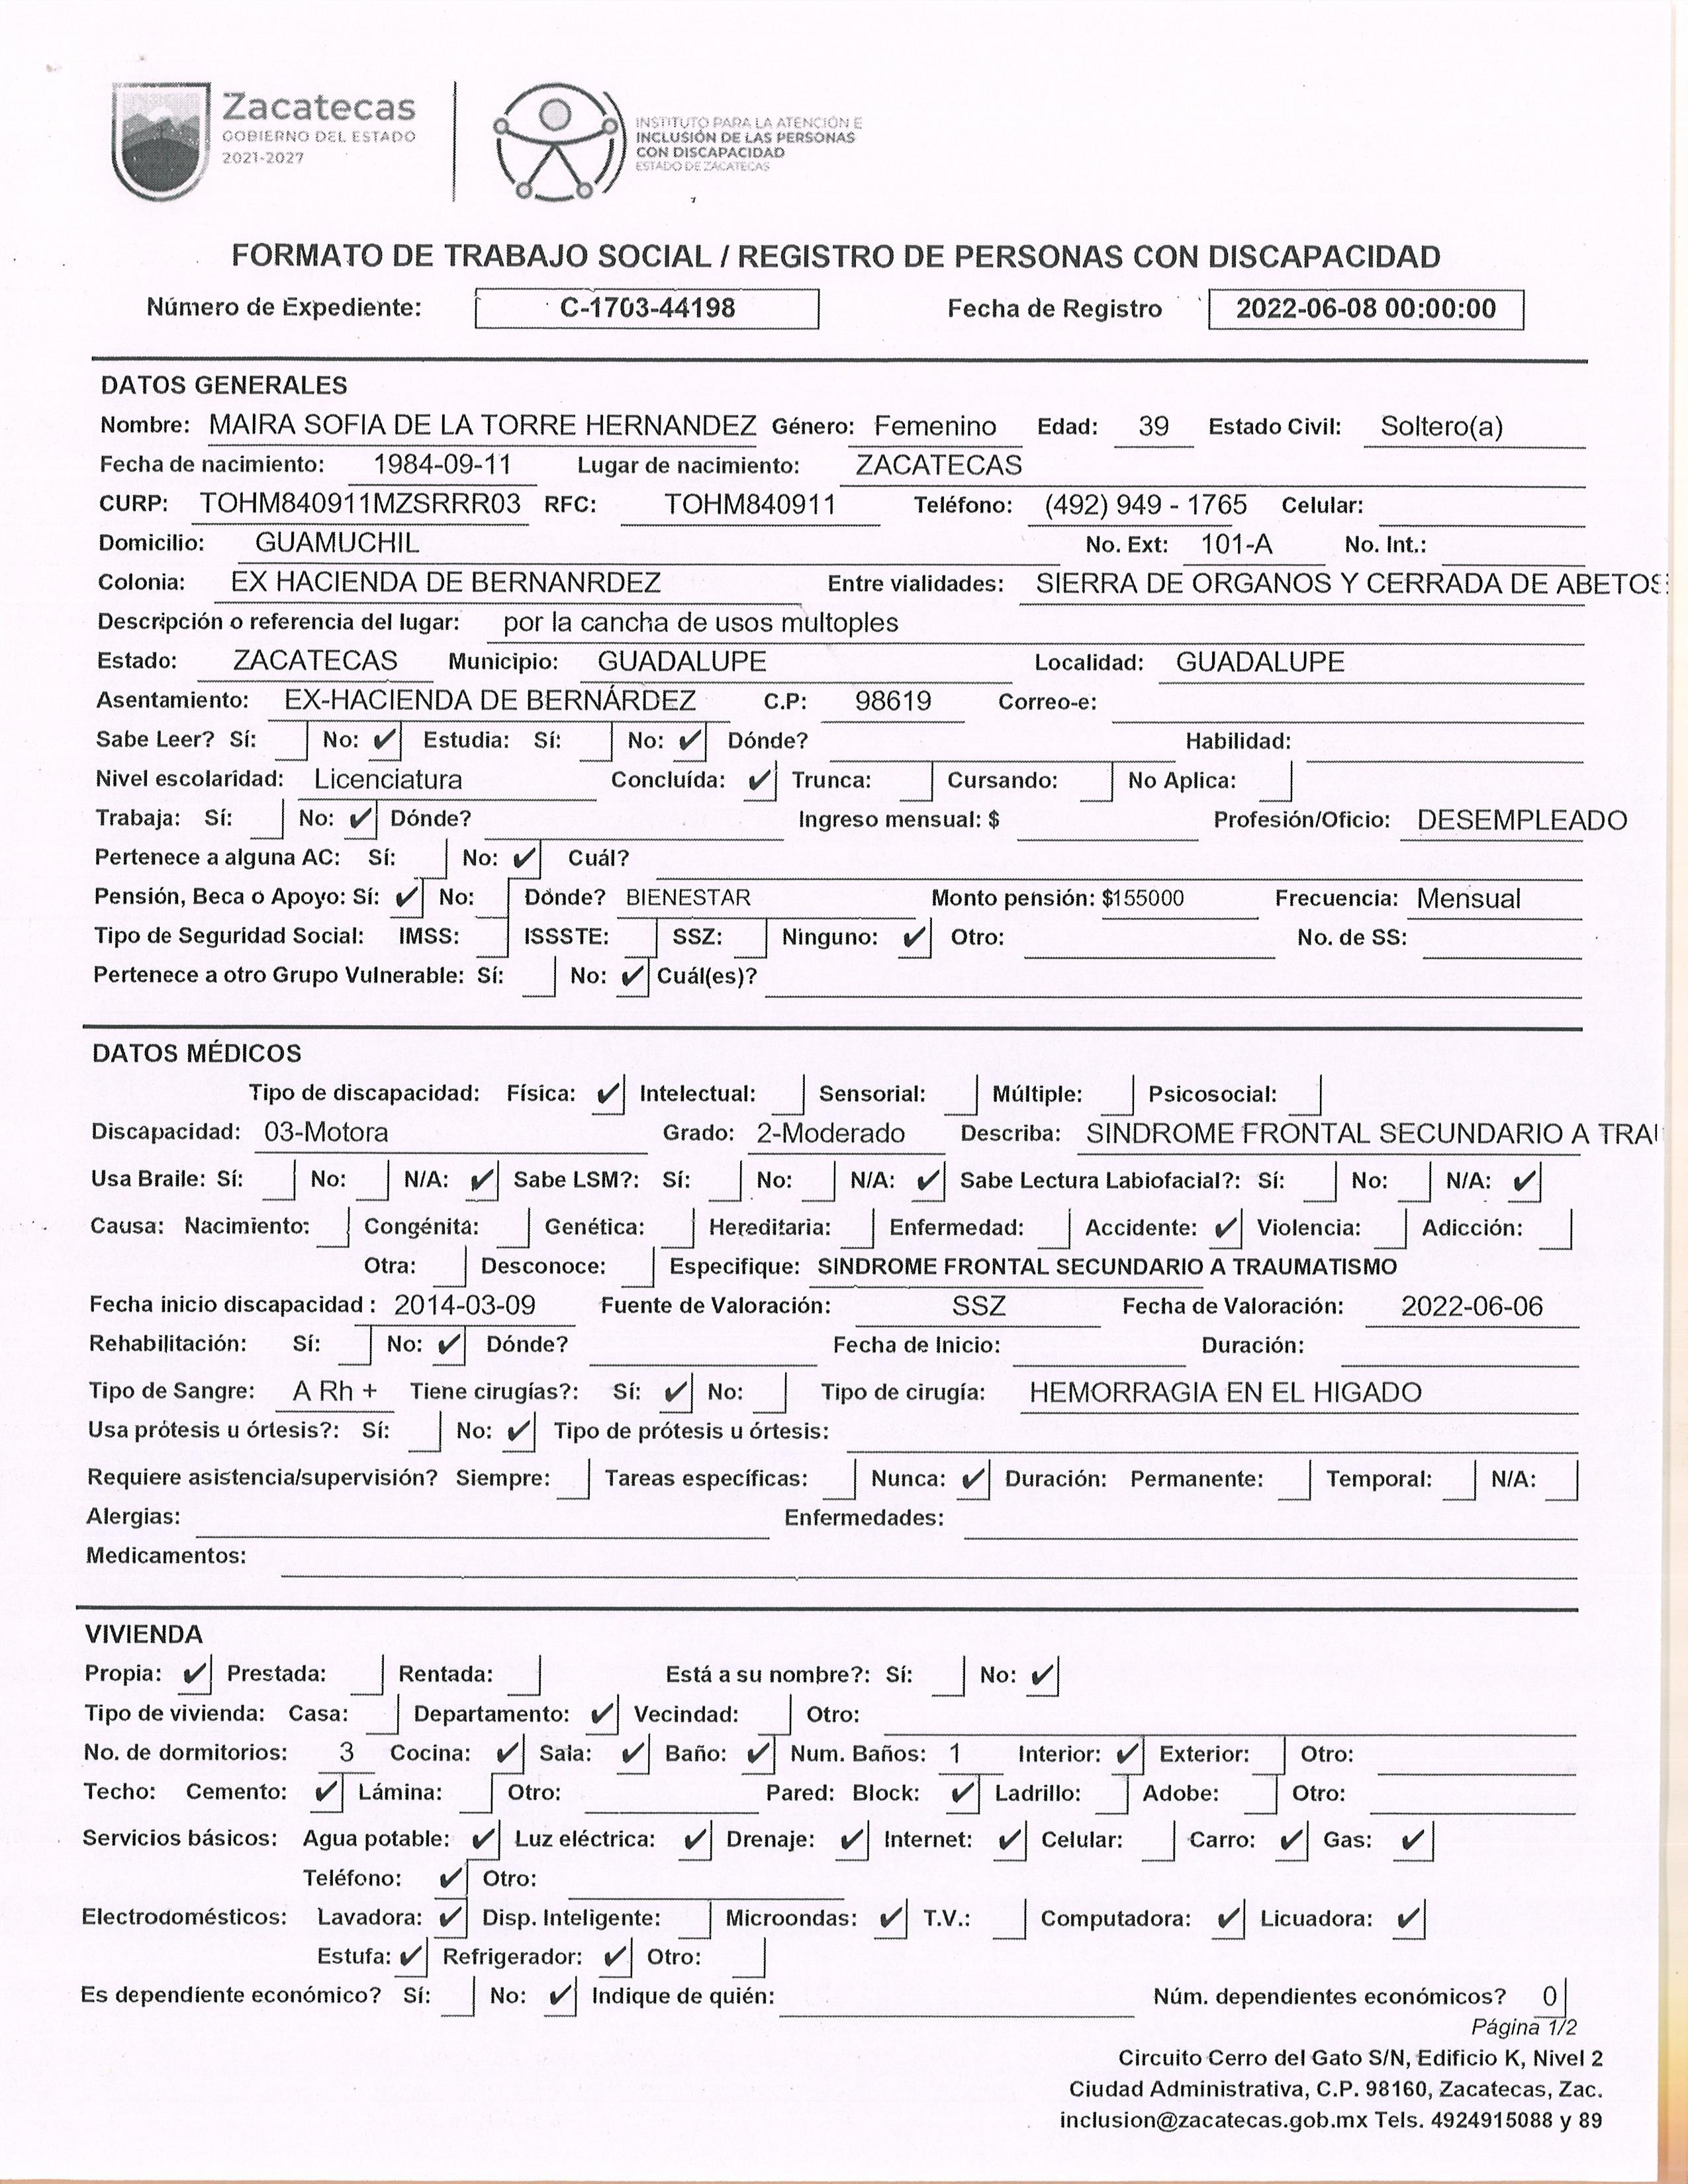 Zacatecas
GOBIERNO DEL ESTADO
2021-2027
INSTITUTO PARA LA ATENCIÓN E
INCLUSIÓN DE LAS PERSONAS
CON DISCAPACIDAD
ESTADO DE ZACATECAS
FORMATO DE TRABAJO SOCIAL / REGISTRO DE PERSONAS CON DISCAPACIDAD
Número de Expediente: C-1703-44198 Fecha de Registro 2022-06-08 00:00:00
DATOS GENERALES
Nombre: MAIRA SOFIA DE LA TORRE HERNANDEZ Género: Femenino Edad: 39 Estado Civil: Soltero(a)
Fecha de nacimiento: 1984-09-11 Lugar de nacimiento: ZACATECAS
CURP: TOHM840911MZSRRR03 RFC: TOHM840911 Teléfono: (492) 949 - 1765 Celular:
Domicilio: GUAMUCHIL No. Ext: 101-A No. Int.:
Colonia: EX HACIENDA DE BERNANRDEZ Entre vialidades: SIERRA DE ORGANOS Y CERRADA DE ABETOS
Descripción o referencia del lugar: por la cancha de usos multoples
Estado: ZACATECAS Municipio: GUADALUPE Localidad: GUADALUPE
Asentamiento: EX-HACIENDA DE BERNÁRDEZ C.P: 98619 Correo-e:
Sabe Leer? Sí: No: ✔ Estudia: Sí: No: ✔ Dónde? Habilidad:
Nivel escolaridad: Licenciatura Concluída: ✔ Trunca: Cursando: No Aplica:
Trabaja: Sí: No: ✔ Dónde? Ingreso mensual: $ Profesión/Oficio: DESEMPLEADO
Pertenece a alguna AC: Sí: No: ✔ Cuál?
Pensión, Beca o Apoyo: Sí: ✔ No: Dónde? BIENESTAR Monto pensión: $155000 Frecuencia: Mensual
Tipo de Seguridad Social: IMSS: ISSSTE: SSZ: Ninguno: ✔ Otro: No. de SS:
Pertenece a otro Grupo Vulnerable: Sí: No: ✔ Cuál(es)?
DATOS MÉDICOS
Tipo de discapacidad: Física: ✔ Intelectual: Sensorial: Múltiple: Psicosocial:
Discapacidad: 03-Motora Grado: 2-Moderado Describa: SINDROME FRONTAL SECUNDARIO A TRAU
Usa Braile: Sí: No: N/A: ✔ Sabe LSM?: Sí: No: N/A: ✔ Sabe Lectura Labiofacial?: Sí: No: N/A: ✔
Causa: Nacimiento: Congénita: Genética: Hereditaria: Enfermedad: Accidente: ✔ Violencia: Adicción:
Otra: Desconoce: Especifique: SINDROME FRONTAL SECUNDARIO A TRAUMATISMO
Fecha inicio discapacidad : 2014-03-09 Fuente de Valoración: SSZ Fecha de Valoración: 2022-06-06
Rehabilitación: Sí: No: ✔ Dónde? Fecha de Inicio: Duración:
Tipo de Sangre: A Rh + Tiene cirugías?: Sí: ✔ No: Tipo de cirugía: HEMORRAGIA EN EL HIGADO
Usa prótesis u órtesis?: Sí: No: ✔ Tipo de prótesis u órtesis:
Requiere asistencia/supervisión? Siempre: Tareas específicas: Nunca: ✔ Duración: Permanente: Temporal: N/A:
Alergias: Enfermedades:
Medicamentos:
VIVIENDA
Propia: ✔ Prestada: Rentada: Está a su nombre?: Sí: No: ✔
Tipo de vivienda: Casa: Departamento: ✔ Vecindad: Otro:
No. de dormitorios: 3 Cocina: ✔ Sala: ✔ Baño: ✔ Num. Baños: 1 Interior: ✔ Exterior: Otro:
Techo: Cemento: ✔ Lámina: Otro: Pared: Block: ✔ Ladrillo: Adobe: Otro:
Servicios básicos: Agua potable: ✔ Luz eléctrica: ✔ Drenaje: ✔ Internet: ✔ Celular: Carro: ✔ Gas: ✔
Teléfono: ✔ Otro:
Electrodomésticos: Lavadora: ✔ Disp. Inteligente: Microondas: ✔ T.V.: Computadora: ✔ Licuadora: ✔
Estufa: ✔ Refrigerador: ✔ Otro:
Es dependiente económico? Sí: No: ✔ Indique de quién: Núm. dependientes económicos? 0
Página 1/2
Circuito Cerro del Gato S/N, Edificio K, Nivel 2
Ciudad Administrativa, C.P. 98160, Zacatecas, Zac.
inclusion@zacatecas.gob.mx Tels. 4924915088 y 89